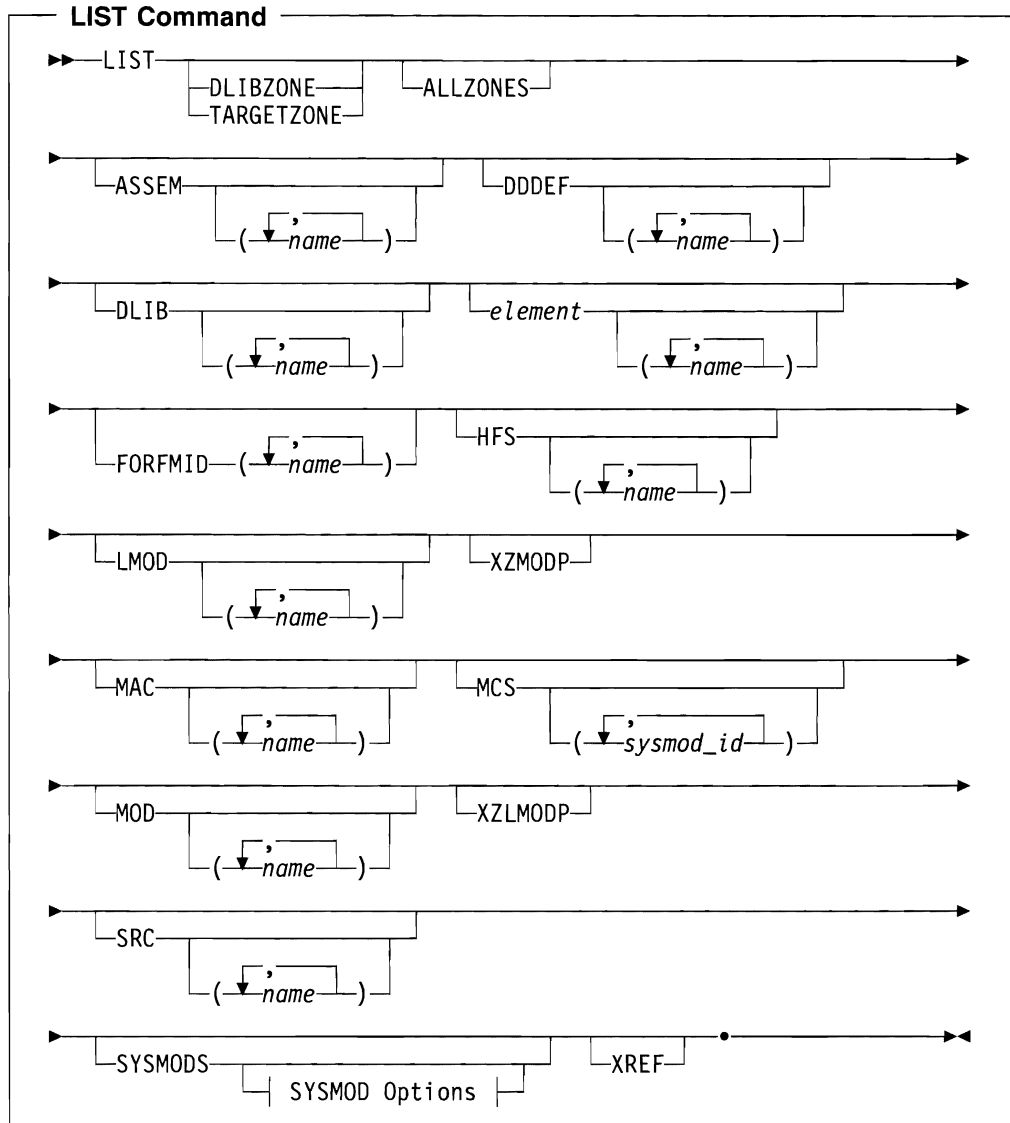 LIST Command
LIST
DLIBZONE ALLZONES
TARGETZONE
ASSEM DDDEF
, ,
( name ) ( name )
DLIB element
, ,
( name ) ( name )
HFS
, ,
FORFMID ( name ) ( name )
LMOD XZMODP
,
( name )
MAC MCS
, ,
( name ) ( sysmod_id )
MOD XZLMODP
,
( name )
SRC
,
( name )
SYSMODS XREF
SYSMOD Options